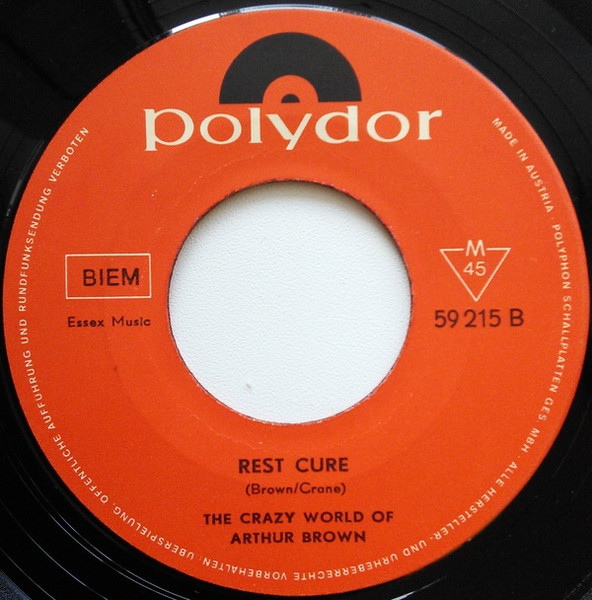 polydor
BIEM
Essex Music
M
45
59 215 B
REST CURE
(Brown/Crane)
THE CRAZY WORLD OF
ARTHUR BROWN
MADE IN AUSTRIA · POLYPHON SCHALLPLATTEN GES MBH · ALLE HERSTELLER- UND URHEBERRECHTE VORBEHALTEN · ÜBERSPIELUNG, ÖFFENTLICHE AUFFÜHRUNG UND RUNDFUNKSENDUNG VERBOTEN